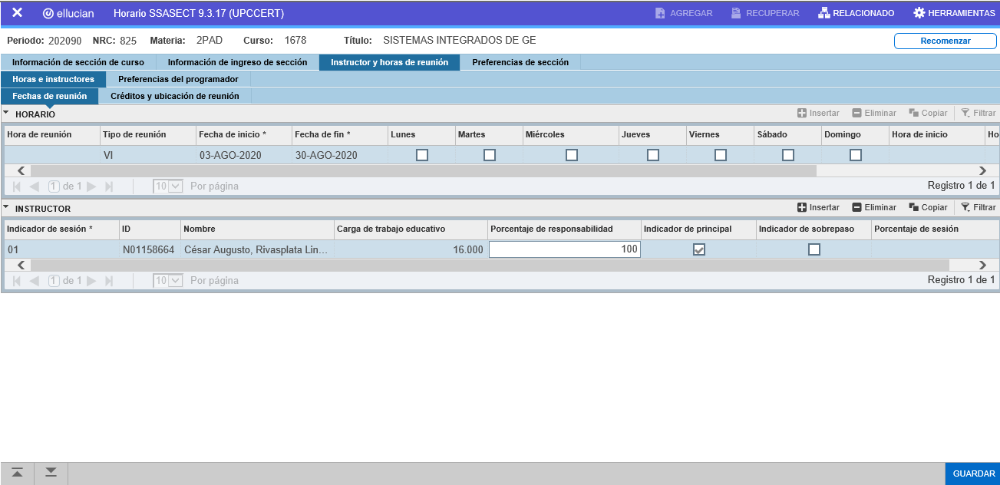 ✕ ellucian Horario SSASECT 9.3.17 (UPCCERT) AGREGAR RECUPERAR RELACIONADO HERRAMIENTAS
Periodo: 202090 NRC: 825 Materia: 2PAD Curso: 1678 Título: SISTEMAS INTEGRADOS DE GE Recomenzar
Información de sección de curso Información de ingreso de sección Instructor y horas de reunión Preferencias de sección
Horas e instructores Preferencias del programador
Fechas de reunión Créditos y ubicación de reunión
HORARIO Insertar Eliminar Copiar Filtrar
Hora de reunión Tipo de reunión Fecha de inicio * Fecha de fin * Lunes Martes Miércoles Jueves Viernes Sábado Domingo Hora de inicio Ho
VI 03-AGO-2020 30-AGO-2020
1 de 1 10 Por página Registro 1 de 1
INSTRUCTOR Insertar Eliminar Copiar Filtrar
Indicador de sesión * ID Nombre Carga de trabajo educativo Porcentaje de responsabilidad Indicador de principal Indicador de sobrepaso Porcentaje de sesión
01 N01158664 César Augusto, Rivasplata Lin... 16.000 100
1 de 1 10 Por página Registro 1 de 1
GUARDAR